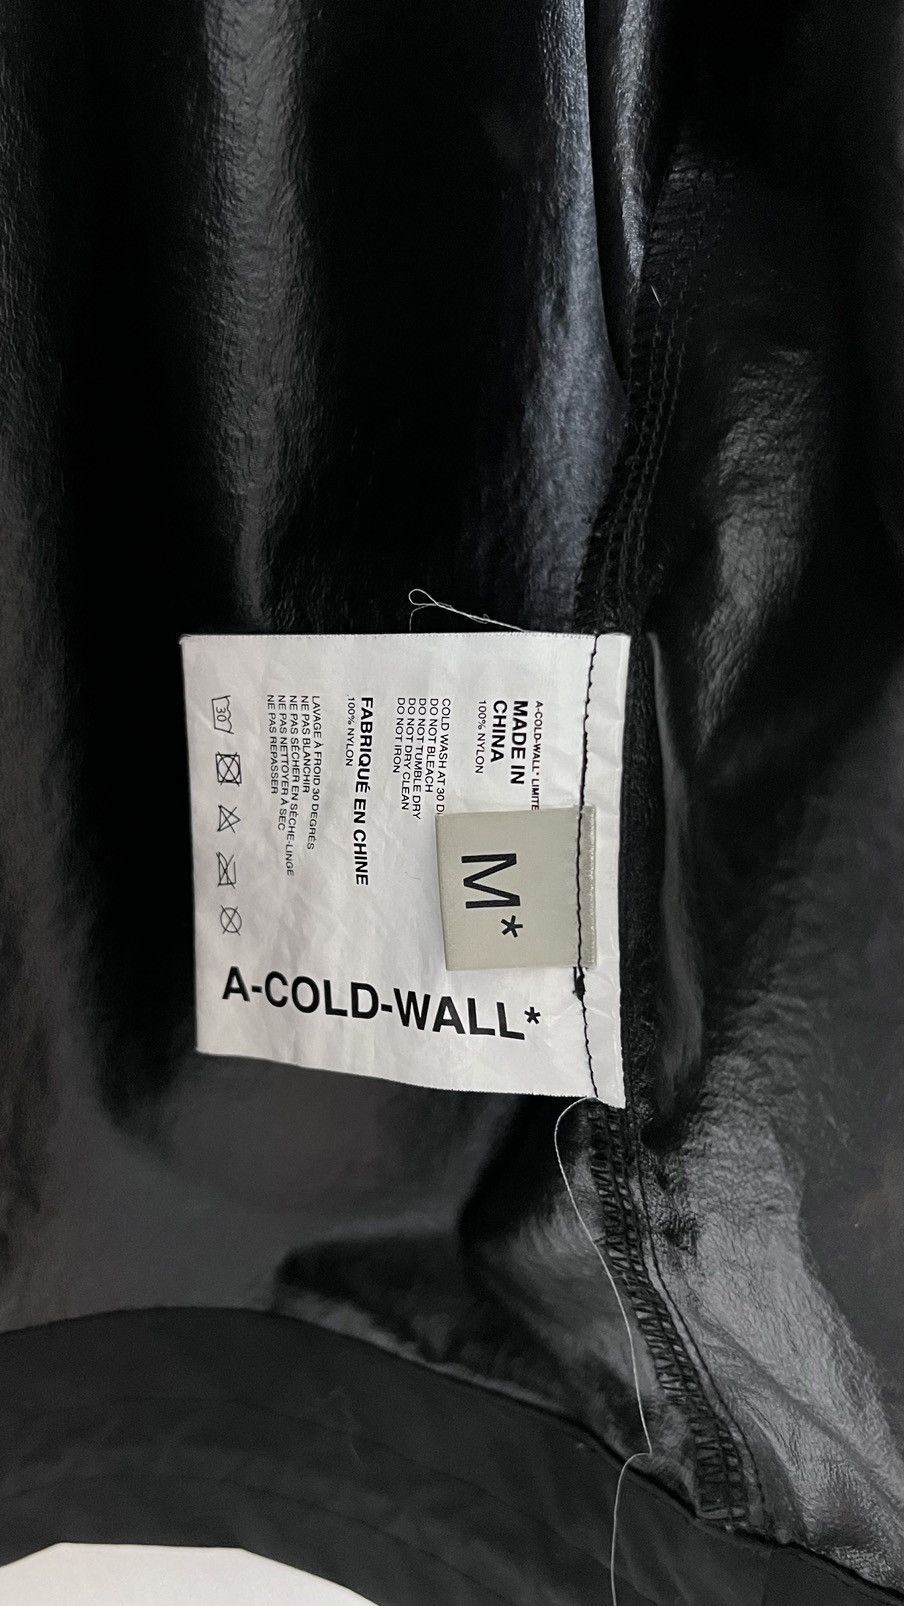 A-COLD-WALL* LIMITE
MADE IN
CHINA
100% NYLON
COLD WASH AT 30 D
DO NOT BLEACH
DO NOT TUMBLE DRY
DO NOT DRY CLEAN
DO NOT IRON
FABRIQUÉ EN CHINE
100% NYLON
LAVAGE À FROID 30 DEGRÉS
NE PAS BLANCHIR
NE PAS SÉCHER EN SÈCHE-LINGE
NE PAS NETTOYER À SEC
NE PAS REPASSER
30
M*
A-COLD-WALL*